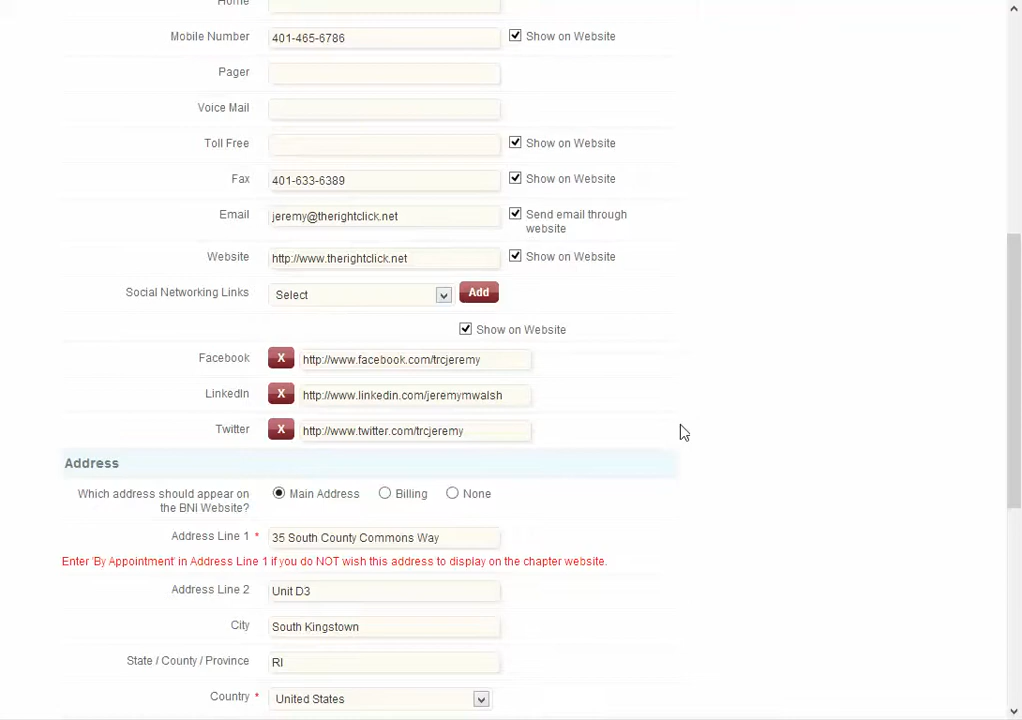 Home
Mobile Number 401-465-6786 Show on Website
Pager
Voice Mail
Toll Free Show on Website
Fax 401-633-6389 Show on Website
Email jeremy@therightclick.net Send email through
website
Website http://www.therightclick.net Show on Website
Social Networking Links Select Add
Show on Website
Facebook X http://www.facebook.com/trcjeremy
LinkedIn X http://www.linkedin.com/jeremymwalsh
Twitter X http://www.twitter.com/trcjeremy
Address
Which address should appear on Main Address Billing None
the BNI Website?
Address Line 1 * 35 South County Commons Way
Enter 'By Appointment' in Address Line 1 if you do NOT wish this address to display on the chapter website.
Address Line 2 Unit D3
City South Kingstown
State / County / Province RI
Country * United States